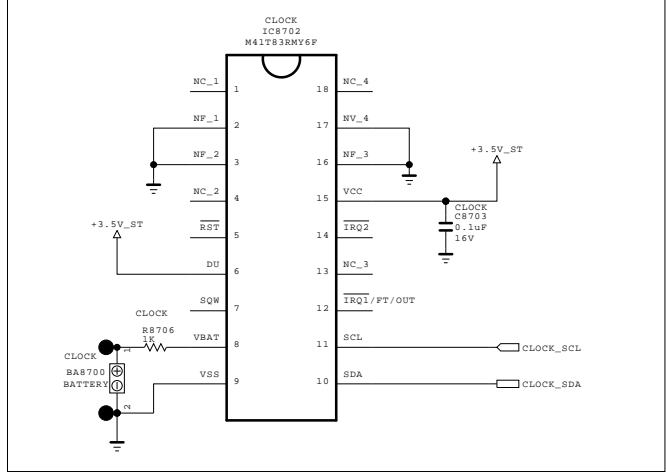 CLOCK
IC8702
M41T83RMY6F
NC_1
1
18
NC_4
NF_1
2
17
NV_4
NF_2
3
16
NF_3
+3.5V_ST
NC_2
4
15
VCC
CLOCK
C8703
0.1uF
16V
+3.5V_ST
RST
5
14
IRQ2
DU
6
13
NC_3
SQW
7
12
IRQ1/FT/OUT
CLOCK
R8706
1K
VBAT
8
11
SCL
CLOCK_SCL
CLOCK
BA8700
BATTERY
1
2
VSS
9
10
SDA
CLOCK_SDA